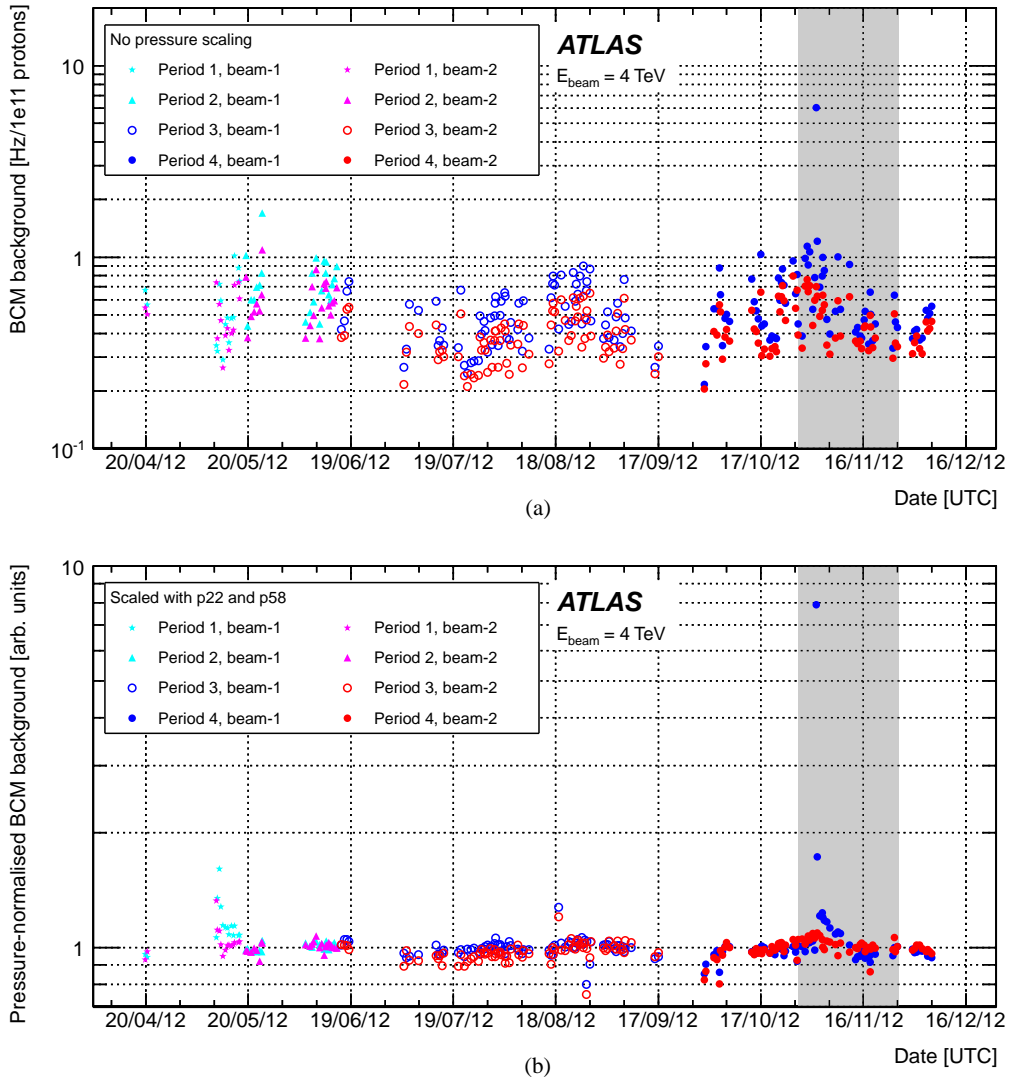 BCM background [Hz/1e11 protons]
No pressure scaling
Period 1, beam-1
Period 1, beam-2
Period 2, beam-1
Period 2, beam-2
Period 3, beam-1
Period 3, beam-2
Period 4, beam-1
Period 4, beam-2
ATLAS
E_beam = 4 TeV
10
1
10^-1
20/04/12 20/05/12 19/06/12 19/07/12 18/08/12 17/09/12 17/10/12 16/11/12 16/12/12
Date [UTC]
(a)
Pressure-normalised BCM background [arb. units]
Scaled with p22 and p58
Period 1, beam-1
Period 1, beam-2
Period 2, beam-1
Period 2, beam-2
Period 3, beam-1
Period 3, beam-2
Period 4, beam-1
Period 4, beam-2
ATLAS
E_beam = 4 TeV
10
1
20/04/12 20/05/12 19/06/12 19/07/12 18/08/12 17/09/12 17/10/12 16/11/12 16/12/12
Date [UTC]
(b)